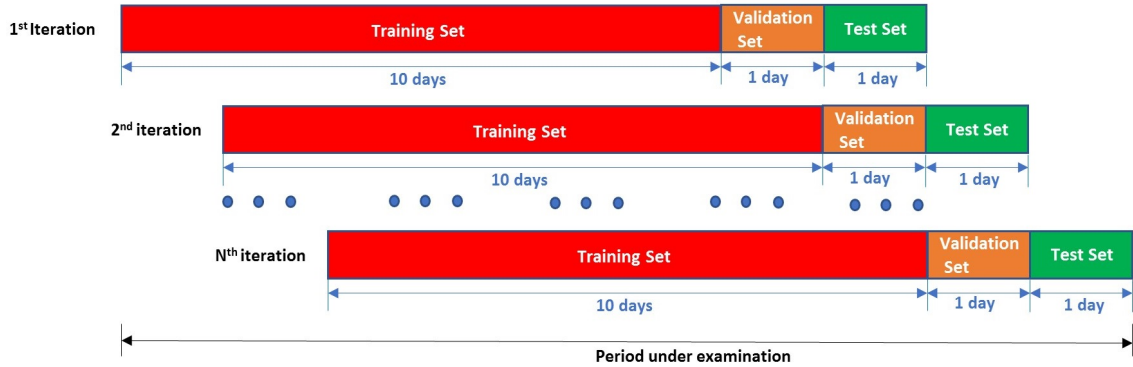 1st Iteration
Training Set
Validation
Set
Test Set
10 days
1 day
1 day
2nd iteration
Training Set
Validation
Set
Test Set
10 days
1 day
1 day
Nth iteration
Training Set
Validation
Set
Test Set
10 days
1 day
1 day
Period under examination